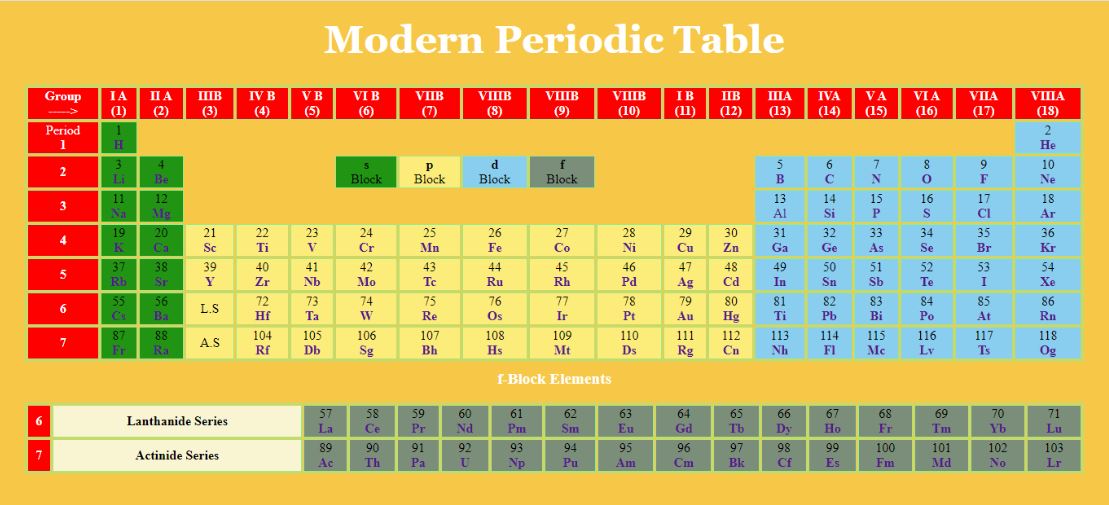 Modern Periodic Table
Group I A II A IIIB IV B V B VI B VIIB VIIIB VIIIB VIIIB I B IIB IIIA IVA V A VI A VIIA VIIIA
-----> (1) (2) (3) (4) (5) (6) (7) (8) (9) (10) (11) (12) (13) (14) (15) (16) (17) (18)
Period 1 2
1 H He
2 3 4 s p d f 5 6 7 8 9 10
Li Be Block Block Block Block B C N O F Ne
3 11 12 13 14 15 16 17 18
Na Mg Al Si P S Cl Ar
4 19 20 21 22 23 24 25 26 27 28 29 30 31 32 33 34 35 36
K Ca Sc Ti V Cr Mn Fe Co Ni Cu Zn Ga Ge As Se Br Kr
5 37 38 39 40 41 42 43 44 45 46 47 48 49 50 51 52 53 54
Rb Sr Y Zr Nb Mo Tc Ru Rh Pd Ag Cd In Sn Sb Te I Xe
6 55 56 L.S 72 73 74 75 76 77 78 79 80 81 82 83 84 85 86
Cs Ba Hf Ta W Re Os Ir Pt Au Hg Ti Pb Bi Po At Rn
7 87 88 A.S 104 105 106 107 108 109 110 111 112 113 114 115 116 117 118
Fr Ra Rf Db Sg Bh Hs Mt Ds Rg Cn Nh Fl Mc Lv Ts Og
f-Block Elements
6 Lanthanide Series 57 58 59 60 61 62 63 64 65 66 67 68 69 70 71
La Ce Pr Nd Pm Sm Eu Gd Tb Dy Ho Fr Tm Yb Lu
7 Actinide Series 89 90 91 92 93 94 95 96 97 98 99 100 101 102 103
Ac Th Pa U Np Pu Am Cm Bk Cf Es Fm Md No Lr